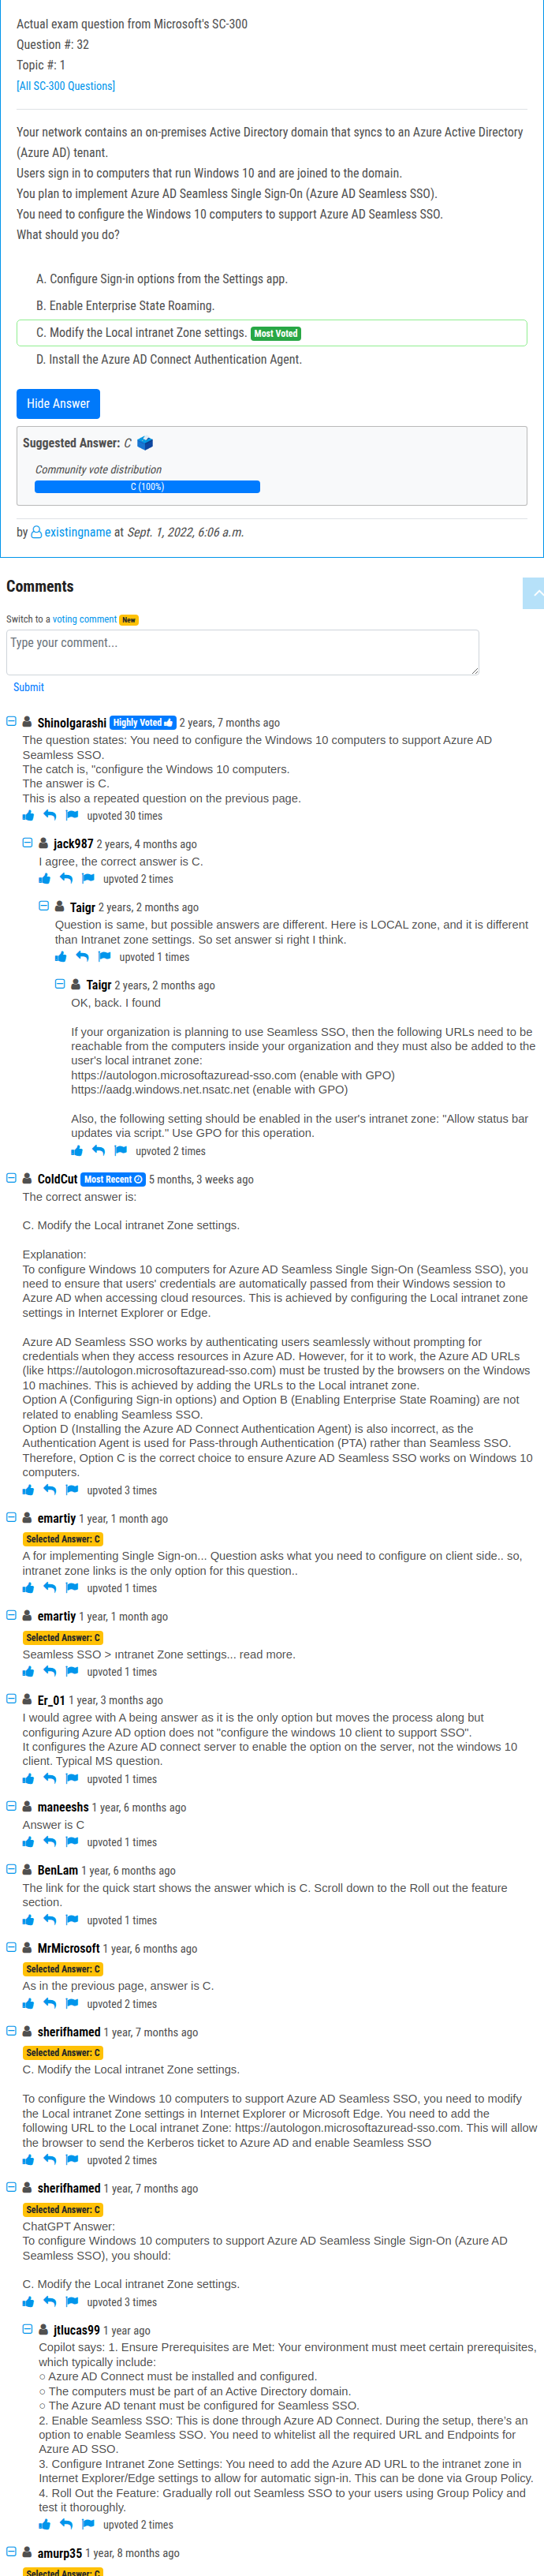 Actual exam question from Microsoft's SC-300
Question #: 32
Topic #: 1
[All SC-300 Questions]
Your network contains an on-premises Active Directory domain that syncs to an Azure Active Directory
(Azure AD) tenant.
Users sign in to computers that run Windows 10 and are joined to the domain.
You plan to implement Azure AD Seamless Single Sign-On (Azure AD Seamless SSO).
You need to configure the Windows 10 computers to support Azure AD Seamless SSO.
What should you do?
A. Configure Sign-in options from the Settings app.
B. Enable Enterprise State Roaming.
C. Modify the Local intranet Zone settings. Most Voted
D. Install the Azure AD Connect Authentication Agent.
Hide Answer
Suggested Answer: C
Community vote distribution
C (100%)
by existingname at Sept. 1, 2022, 6:06 a.m.
Comments
Switch to a voting comment New
Type your comment...
Submit
Shinolgarashi Highly Voted 2 years, 7 months ago
The question states: You need to configure the Windows 10 computers to support Azure AD
Seamless SSO.
The catch is, "configure the Windows 10 computers.
The answer is C.
This is also a repeated question on the previous page.
upvoted 30 times
jack987 2 years, 4 months ago
I agree, the correct answer is C.
upvoted 2 times
Taigr 2 years, 2 months ago
Question is same, but possible answers are different. Here is LOCAL zone, and it is different
than Intranet zone settings. So set answer si right I think.
upvoted 1 times
Taigr 2 years, 2 months ago
OK, back. I found
If your organization is planning to use Seamless SSO, then the following URLs need to be
reachable from the computers inside your organization and they must also be added to the
user's local intranet zone:
https://autologon.microsoftazuread-sso.com (enable with GPO)
https://aadg.windows.net.nsatc.net (enable with GPO)
Also, the following setting should be enabled in the user's intranet zone: "Allow status bar
updates via script." Use GPO for this operation.
upvoted 2 times
ColdCut Most Recent 5 months, 3 weeks ago
The correct answer is:
C. Modify the Local intranet Zone settings.
Explanation:
To configure Windows 10 computers for Azure AD Seamless Single Sign-On (Seamless SSO), you
need to ensure that users' credentials are automatically passed from their Windows session to
Azure AD when accessing cloud resources. This is achieved by configuring the Local intranet zone
settings in Internet Explorer or Edge.
Azure AD Seamless SSO works by authenticating users seamlessly without prompting for
credentials when they access resources in Azure AD. However, for it to work, the Azure AD URLs
(like https://autologon.microsoftazuread-sso.com) must be trusted by the browsers on the Windows
10 machines. This is achieved by adding the URLs to the Local intranet zone.
Option A (Configuring Sign-in options) and Option B (Enabling Enterprise State Roaming) are not
related to enabling Seamless SSO.
Option D (Installing the Azure AD Connect Authentication Agent) is also incorrect, as the
Authentication Agent is used for Pass-through Authentication (PTA) rather than Seamless SSO.
Therefore, Option C is the correct choice to ensure Azure AD Seamless SSO works on Windows 10
computers.
upvoted 3 times
emartiy 1 year, 1 month ago
Selected Answer: C
A for implementing Single Sign-on... Question asks what you need to configure on client side.. so,
intranet zone links is the only option for this question..
upvoted 1 times
emartiy 1 year, 1 month ago
Selected Answer: C
Seamless SSO > ıntranet Zone settings... read more.
upvoted 1 times
Er_01 1 year, 3 months ago
I would agree with A being answer as it is the only option but moves the process along but
configuring Azure AD option does not "configure the windows 10 client to support SSO".
It configures the Azure AD connect server to enable the option on the server, not the windows 10
client. Typical MS question.
upvoted 1 times
maneeshs 1 year, 6 months ago
Answer is C
upvoted 1 times
BenLam 1 year, 6 months ago
The link for the quick start shows the answer which is C. Scroll down to the Roll out the feature
section.
upvoted 1 times
MrMicrosoft 1 year, 6 months ago
Selected Answer: C
As in the previous page, answer is C.
upvoted 2 times
sherifhamed 1 year, 7 months ago
Selected Answer: C
C. Modify the Local intranet Zone settings.
To configure the Windows 10 computers to support Azure AD Seamless SSO, you need to modify
the Local intranet Zone settings in Internet Explorer or Microsoft Edge. You need to add the
following URL to the Local intranet Zone: https://autologon.microsoftazuread-sso.com. This will allow
the browser to send the Kerberos ticket to Azure AD and enable Seamless SSO
upvoted 2 times
sherifhamed 1 year, 7 months ago
Selected Answer: C
ChatGPT Answer:
To configure Windows 10 computers to support Azure AD Seamless Single Sign-On (Azure AD
Seamless SSO), you should:
C. Modify the Local intranet Zone settings.
upvoted 3 times
jtlucas99 1 year ago
Copilot says: 1. Ensure Prerequisites are Met: Your environment must meet certain prerequisites,
which typically include:
○ Azure AD Connect must be installed and configured.
○ The computers must be part of an Active Directory domain.
○ The Azure AD tenant must be configured for Seamless SSO.
2. Enable Seamless SSO: This is done through Azure AD Connect. During the setup, there's an
option to enable Seamless SSO. You need to whitelist all the required URL and Endpoints for
Azure AD SSO.
3. Configure Intranet Zone Settings: You need to add the Azure AD URL to the intranet zone in
Internet Explorer/Edge settings to allow for automatic sign-in. This can be done via Group Policy.
4. Roll Out the Feature: Gradually roll out Seamless SSO to your users using Group Policy and
test it thoroughly.
upvoted 2 times
amurp35 1 year, 8 months ago
Selected Answer: C